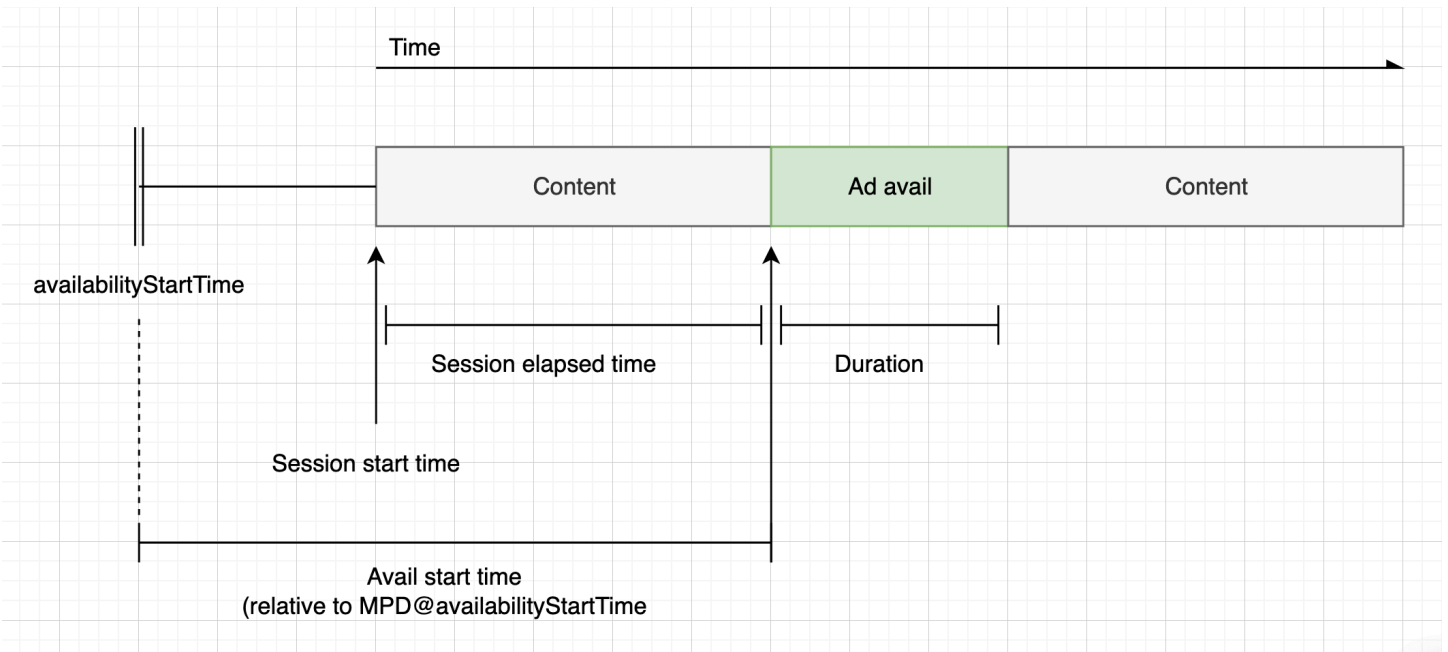 Time
Content
Ad avail
Content
availabilityStartTime
Session elapsed time
Duration
Session start time
Avail start time
(relative to MPD@availabilityStartTime